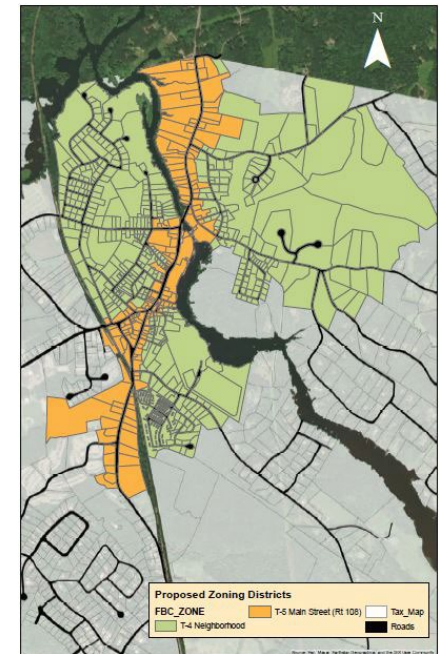 N
Proposed Zoning Districts
FBC_ZONE
T-5 Main Street (Rt 108)
Tax_Map
T-4 Neighborhood
Roads